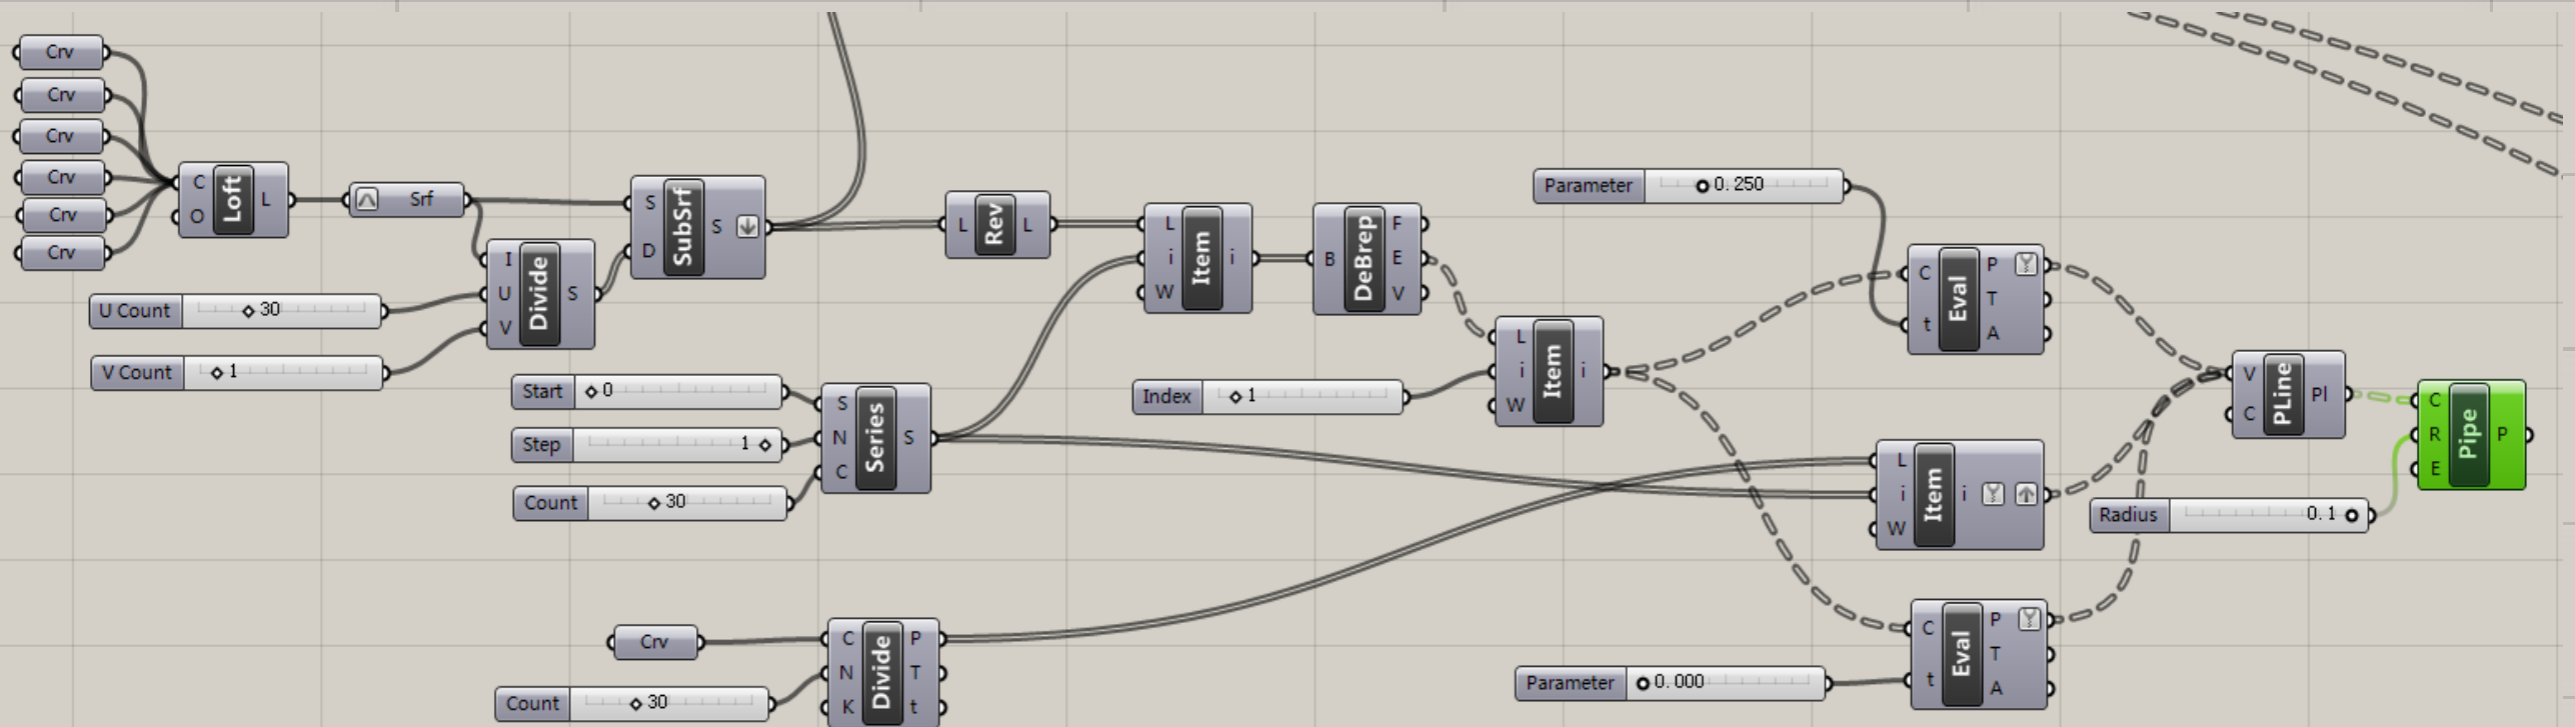 Crv
Crv
Crv
Crv
Crv
Crv
C O Loft L
Srf
U Count 30
V Count 1
I U V Divide S
S D SubSrf S
Start 0
Step 1
Count 30
S N C Series S
L Rev L
L i W Item i
B DeBrep F E V
Index 1
L i W Item i
Parameter 0.250
C t Eval P T A
Crv
Count 30
C N K Divide P T t
L i W Item i
Parameter 0.000
C t Eval P T A
V C PLine Pl
Radius 0.1
C R E Pipe P